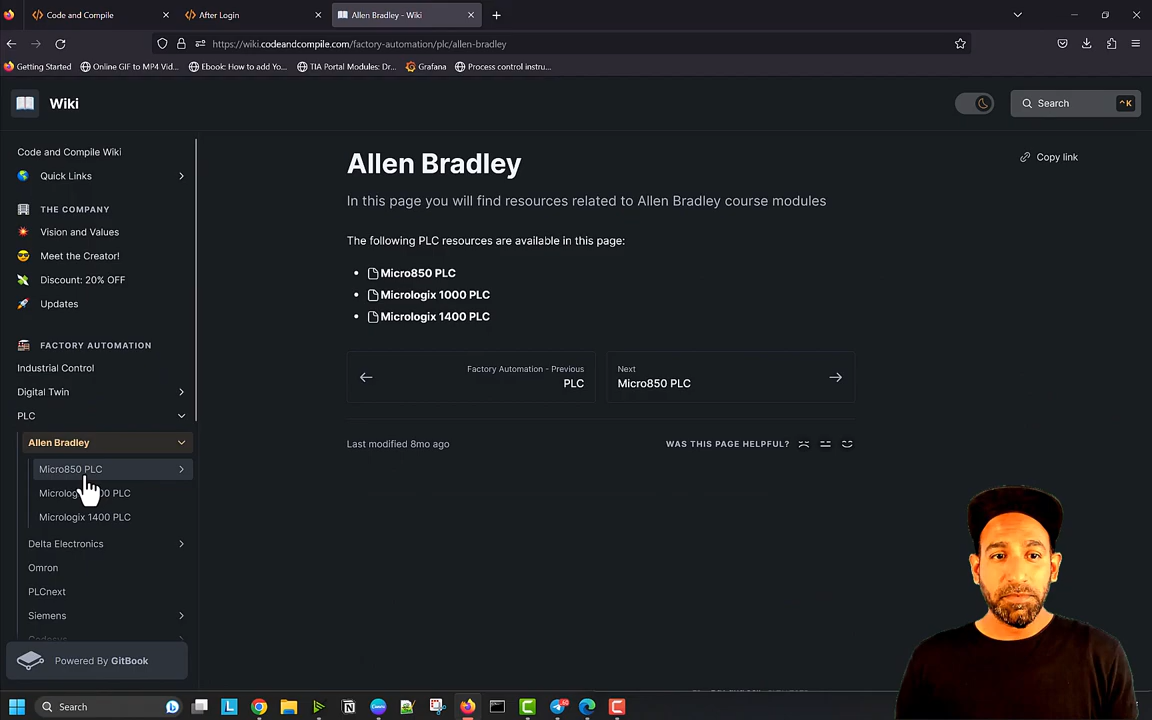 Code and Compile
After Login
Allen Bradley - Wiki
https://wiki.codeandcompile.com/factory-automation/plc/allen-bradley
Getting Started
Online GIF to MP4 Vid...
Ebook: How to add Yo...
TIA Portal Modules: Dr...
Grafana
Process control instru...
Wiki
Search
^K
Code and Compile Wiki
Quick Links
THE COMPANY
Vision and Values
Meet the Creator!
Discount: 20% OFF
Updates
FACTORY AUTOMATION
Industrial Control
Digital Twin
PLC
Allen Bradley
Micro850 PLC
PLC
Micrologix 1400 PLC
Delta Electronics
Omron
PLCnext
Siemens
Powered By GitBook
Allen Bradley
Copy link
In this page you will find resources related to Allen Bradley course modules
The following PLC resources are available in this page:
• Micro850 PLC
• Micrologix 1000 PLC
• Micrologix 1400 PLC
Factory Automation - Previous
PLC
Next
Micro850 PLC
Last modified 8mo ago
WAS THIS PAGE HELPFUL?
Search